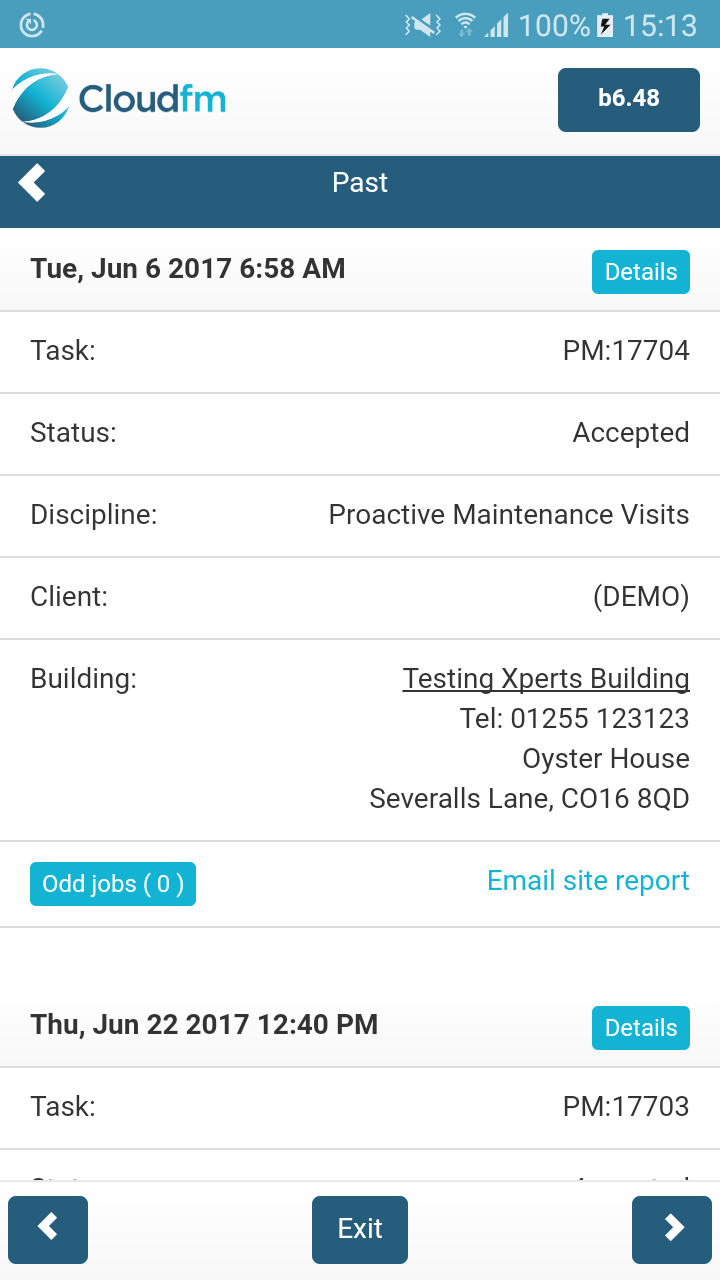 100% 15:13
Cloudfm
b6.48
Past
Tue, Jun 6 2017 6:58 AM Details
Task: PM:17704
Status: Accepted
Discipline: Proactive Maintenance Visits
Client: (DEMO)
Building: Testing Xperts Building
Tel: 01255 123123
Oyster House
Severalls Lane, CO16 8QD
Odd jobs ( 0 ) Email site report
Thu, Jun 22 2017 12:40 PM Details
Task: PM:17703
Exit